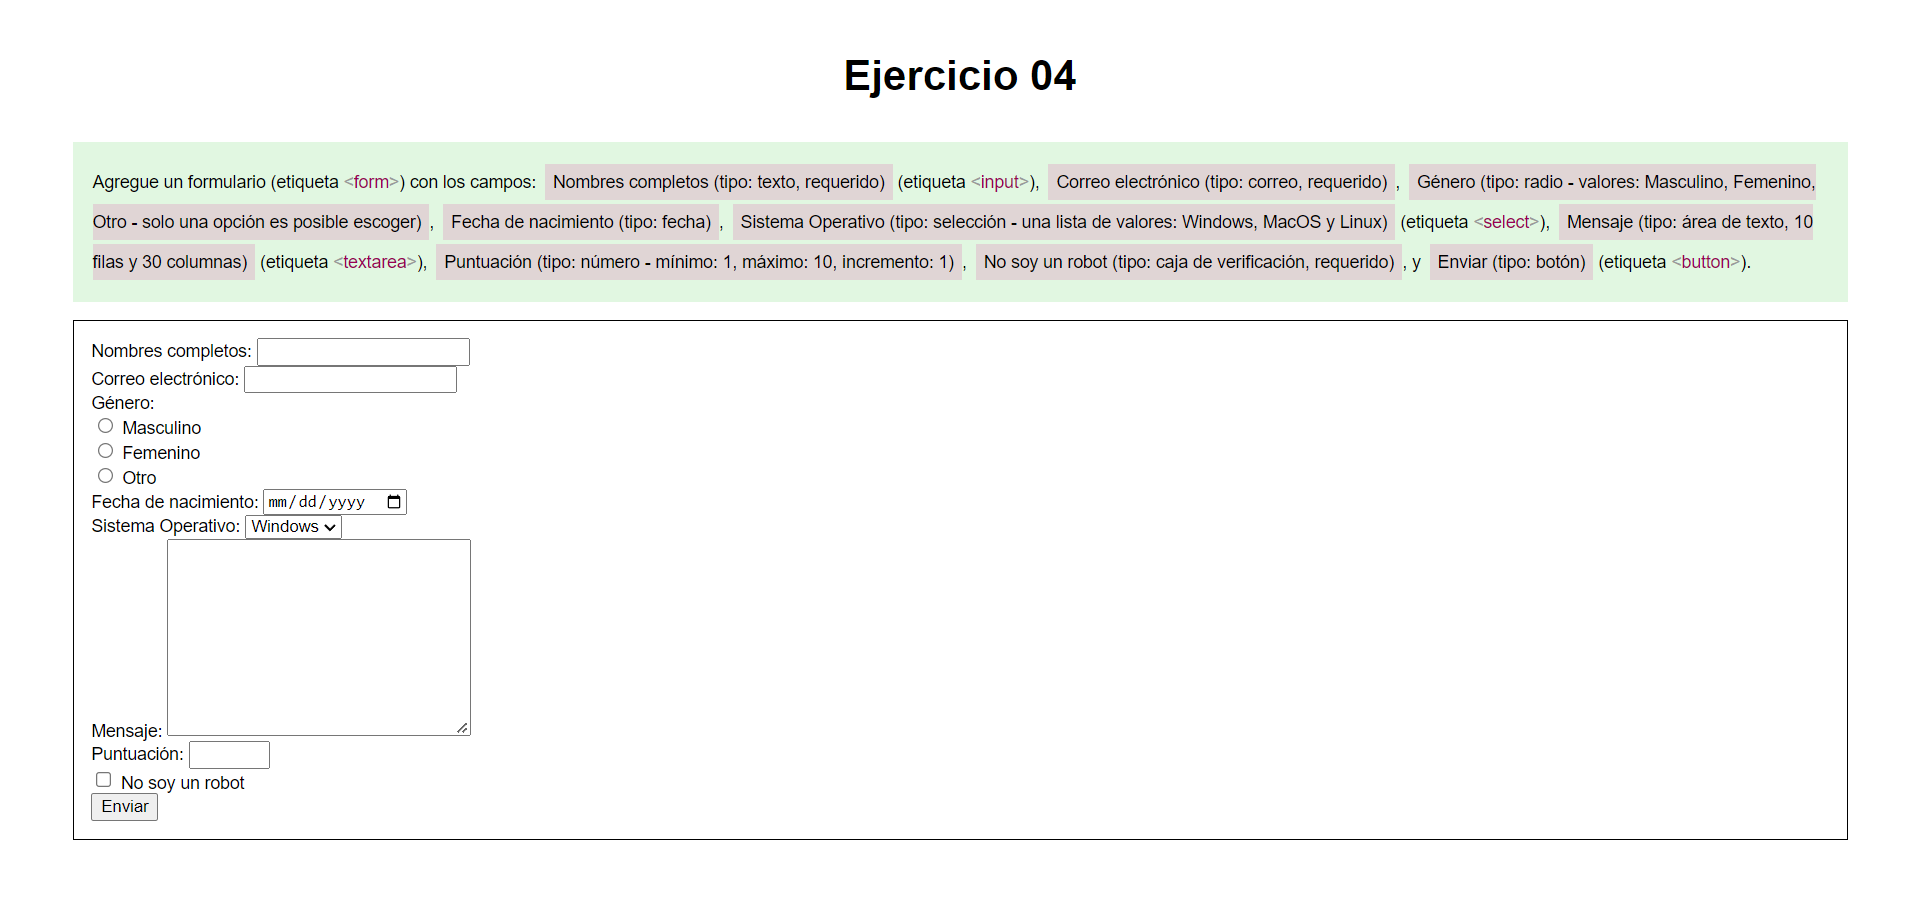 Ejercicio 04
Agregue un formulario (etiqueta <form>) con los campos: Nombres completos (tipo: texto, requerido) (etiqueta <input>), Correo electrónico (tipo: correo, requerido) , Género (tipo: radio - valores: Masculino, Femenino,
Otro - solo una opción es posible escoger) , Fecha de nacimiento (tipo: fecha) , Sistema Operativo (tipo: selección - una lista de valores: Windows, MacOS y Linux) (etiqueta <select>), Mensaje (tipo: área de texto, 10
filas y 30 columnas) (etiqueta <textarea>), Puntuación (tipo: número - mínimo: 1, máximo: 10, incremento: 1) , No soy un robot (tipo: caja de verificación, requerido) , y Enviar (tipo: botón) (etiqueta <button>).
Nombres completos:
Correo electrónico:
Género:
Masculino
Femenino
Otro
Fecha de nacimiento: mm/dd/yyyy
Sistema Operativo: Windows
Mensaje:
Puntuación:
No soy un robot
Enviar